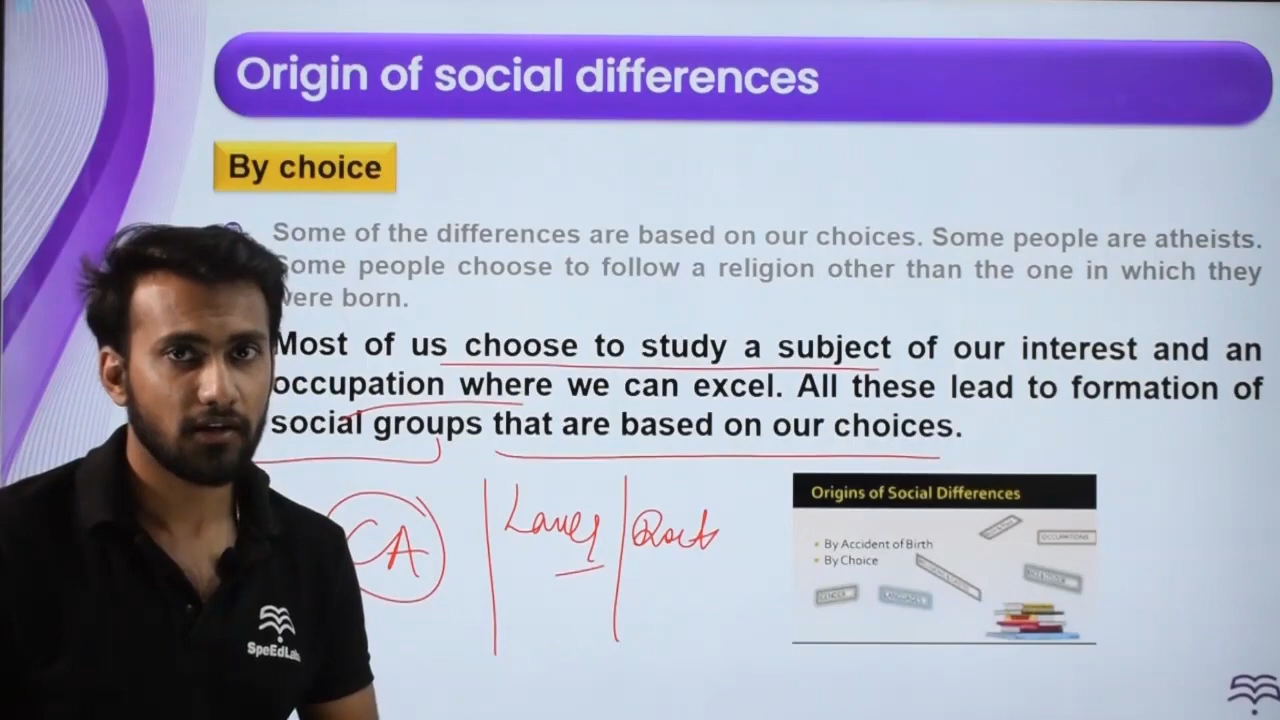 Origin of social differences
By choice
Some of the differences are based on our choices. Some people are atheists.
Some people choose to follow a religion other than the one in which they
were born.
Most of us choose to study a subject of our interest and an
occupation where we can excel. All these lead to formation of
social groups that are based on our choices.
CA
Origins of Social Differences
By Accident of Birth
By Choice
OCCUPATIONS
GENDER
LANGUAGES
SpeEdLabs